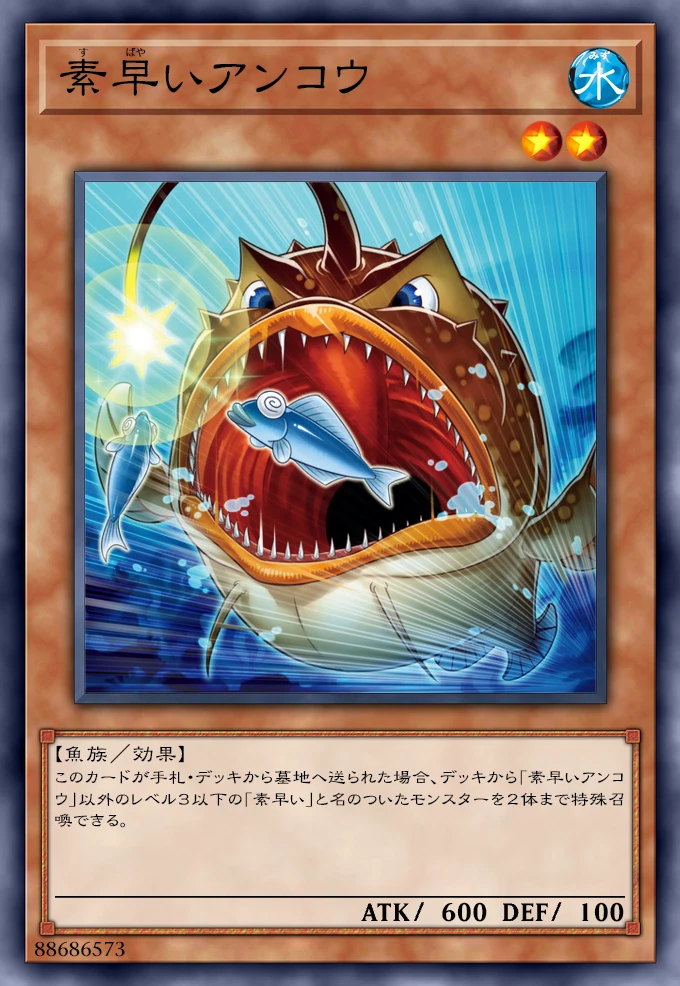 す ばや
素早いアンコウ
みず
水
【魚族／効果】
このカードが手札・デッキから墓地へ送られた場合、デッキから「素早いアンコ
ウ」以外のレベル３以下の「素早い」と名のついたモンスターを２体まで特殊召
喚できる。
ATK/ 600 DEF/ 100
88686573